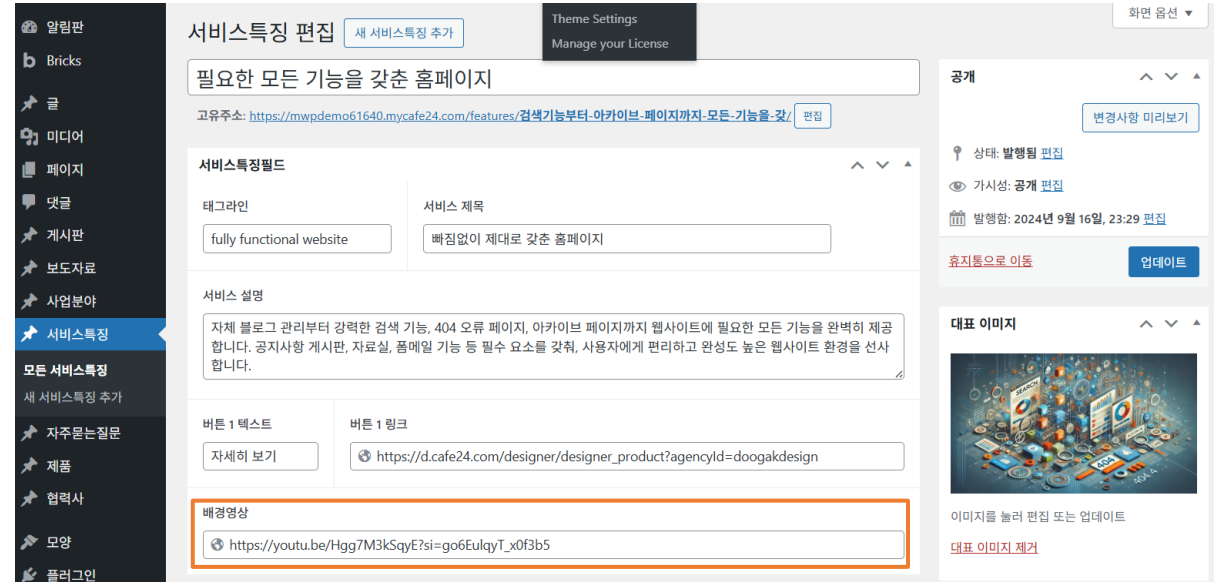 알림판
Bricks
글
미디어
페이지
댓글
게시판
보도자료
사업분야
서비스특징
모든 서비스특징
새 서비스특징 추가
자주묻는질문
제품
협력사
모양
플러그인
Theme Settings
Manage your License
화면 옵션 ▼
서비스특징 편집 새 서비스특징 추가
필요한 모든 기능을 갖춘 홈페이지
고유주소: https://mwpdemo61640.mycafe24.com/features/검색기능부터-아카이브-페이지까지-모든-기능을-갖/ 편집
서비스특징필드
태그라인 서비스 제목
fully functional website 빠짐없이 제대로 갖춘 홈페이지
서비스 설명
자체 블로그 관리부터 강력한 검색 기능, 404 오류 페이지, 아카이브 페이지까지 웹사이트에 필요한 모든 기능을 완벽히 제공
합니다. 공지사항 게시판, 자료실, 폼메일 기능 등 필수 요소를 갖춰, 사용자에게 편리하고 완성도 높은 웹사이트 환경을 선사
합니다.
버튼 1 텍스트 버튼 1 링크
자세히 보기 https://d.cafe24.com/designer/designer_product?agencyId=doogakdesign
배경영상
https://youtu.be/Hgg7M3kSqyE?si=go6EulqyT_x0f3b5
공개
변경사항 미리보기
상태: 발행됨 편집
가시성: 공개 편집
발행함: 2024년 9월 16일, 23:29 편집
휴지통으로 이동 업데이트
대표 이미지
SEARCH
404
404 4
이미지를 눌러 편집 또는 업데이트
대표 이미지 제거